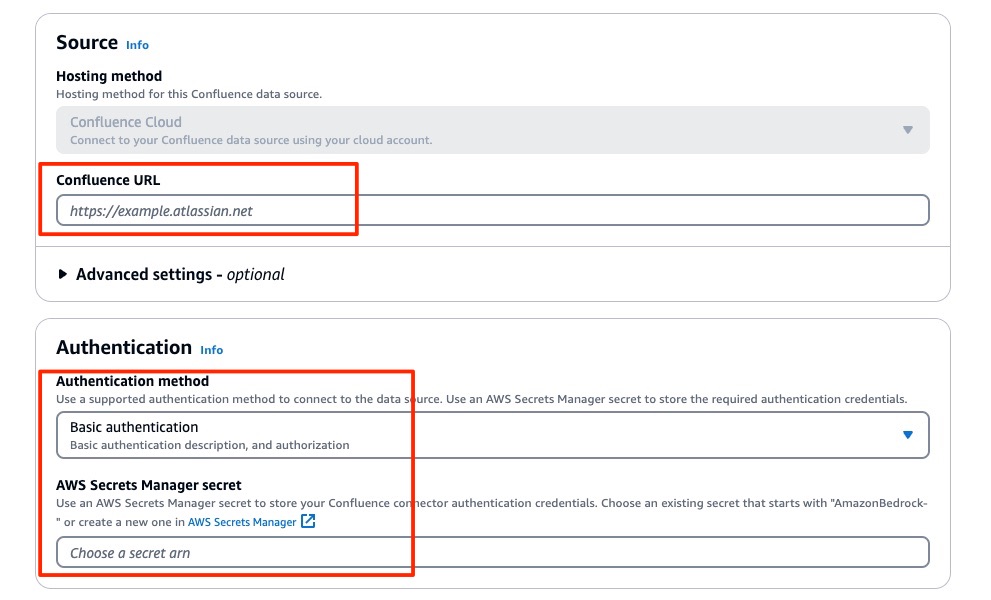 Source Info
Hosting method
Hosting method for this Confluence data source.
Confluence Cloud
Connect to your Confluence data source using your cloud account.
Confluence URL
https://example.atlassian.net
Advanced settings - optional
Authentication Info
Authentication method
Use a supported authentication method to connect to the data source. Use an AWS Secrets Manager secret to store the required authentication credentials.
Basic authentication
Basic authentication description, and authorization
AWS Secrets Manager secret
Use an AWS Secrets Manager secret to store your Confluence connector authentication credentials. Choose an existing secret that starts with "AmazonBedrock-
" or create a new one in AWS Secrets Manager
Choose a secret arn